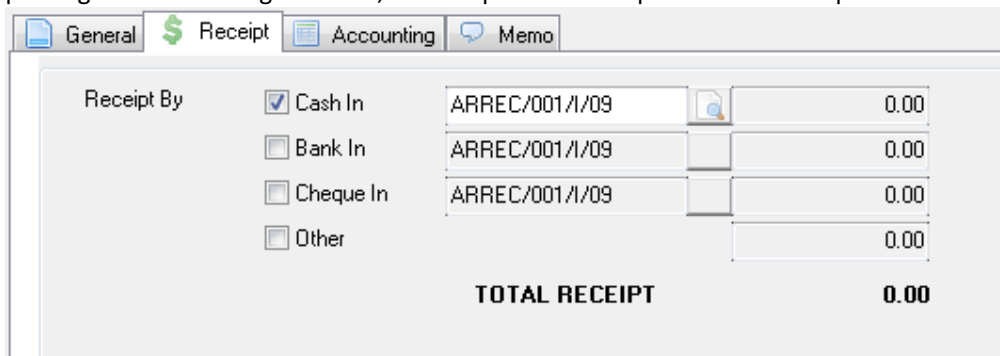 General Receipt Accounting Memo
Receipt By Cash In ARREC/001/I/09 0.00
Bank In ARREC/001/I/09 0.00
Cheque In ARREC/001/I/09 0.00
Other 0.00
TOTAL RECEIPT 0.00